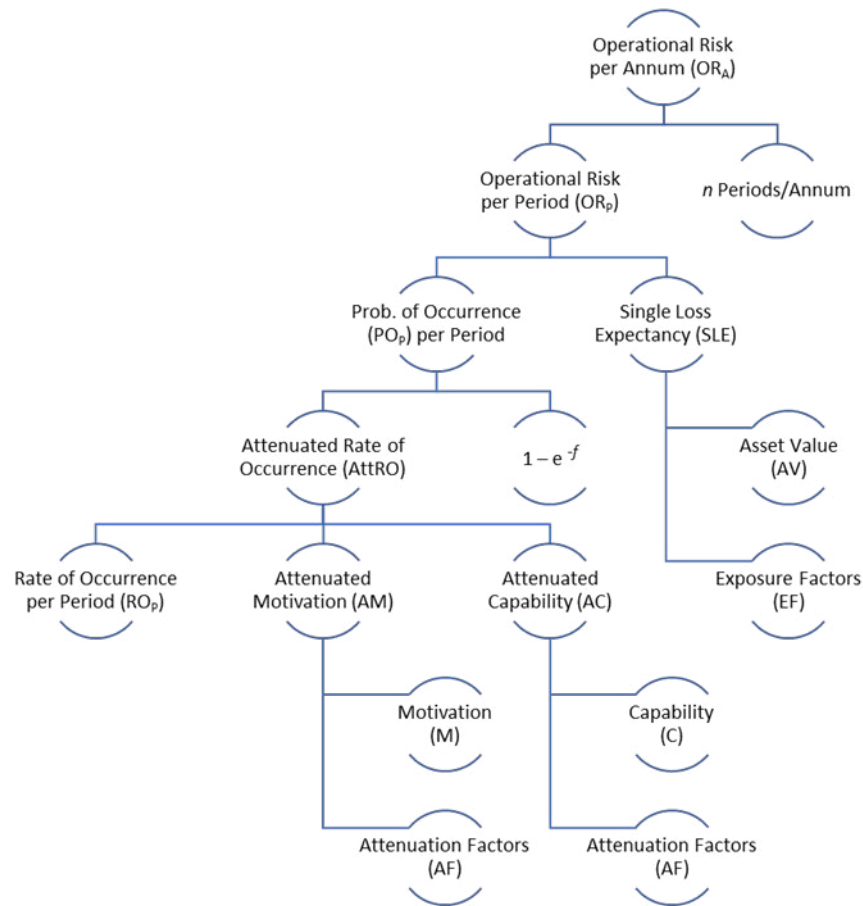 Operational Risk
per Annum (ORA)
Operational Risk
per Period (ORP)
n Periods/Annum
Prob. of Occurrence
(POP) per Period
Single Loss
Expectancy (SLE)
Attenuated Rate of
Occurrence (AttRO)
1 – e -f
Asset Value
(AV)
Rate of Occurrence
per Period (ROP)
Attenuated
Motivation (AM)
Attenuated
Capability (AC)
Exposure Factors
(EF)
Motivation
(M)
Capability
(C)
Attenuation Factors
(AF)
Attenuation Factors
(AF)